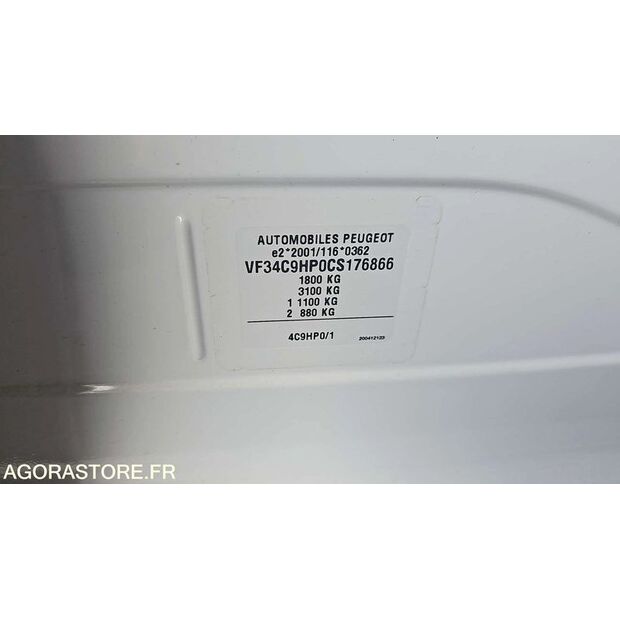 AUTOMOBILES PEUGEOT
e2*2001/116*0362
VF34C9HP0CS176866
1800 KG
3100 KG
1 1100 KG
2 880 KG
4C9HP0/1
AGORASTORE.FR